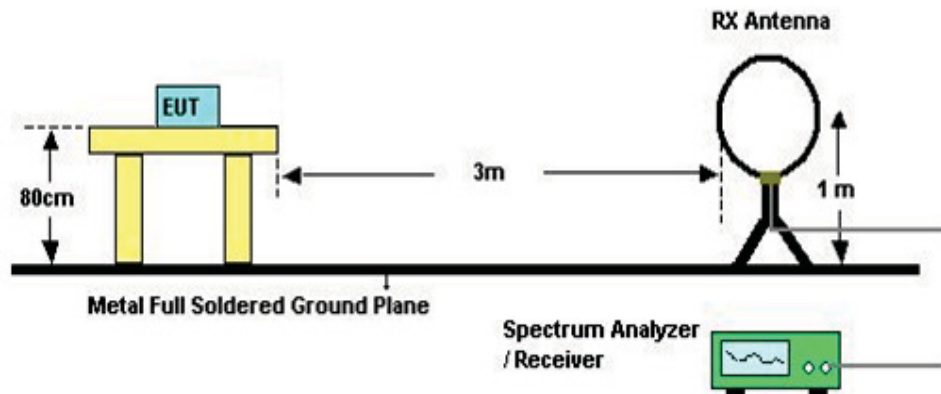 RX Antenna
EUT
3m
80cm
1 m
Metal Full Soldered Ground Plane
Spectrum Analyzer
/ Receiver